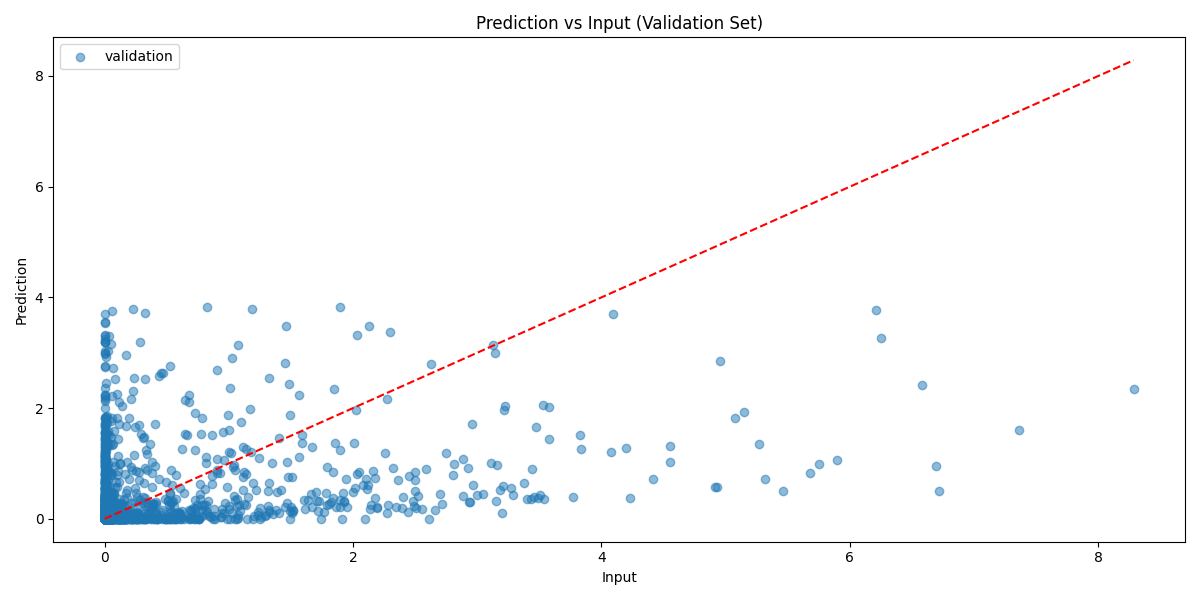 Prediction vs Input (Validation Set)
validation
Prediction
8
6
4
2
0
0 2 4 6 8
Input